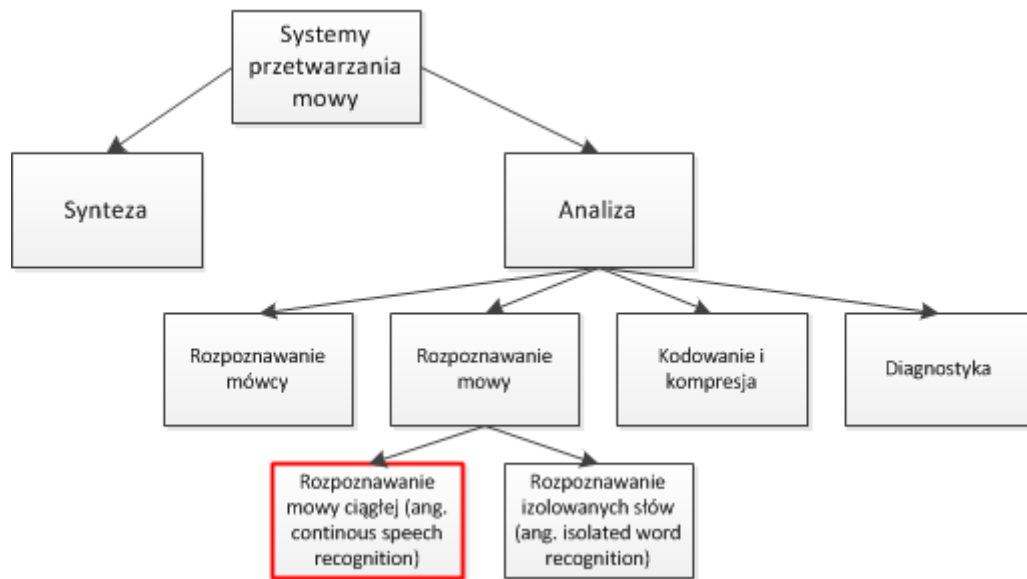 Systemy
przetwarzania
mowy
Synteza
Analiza
Rozpoznawanie
mówcy
Rozpoznawanie
mowy
Kodowanie i
kompresja
Diagnostyka
Rozpoznawanie
mowy ciągłej (ang.
continous speech
recognition)
Rozpoznawanie
izolowanych słów
(ang. isolated word
recognition)